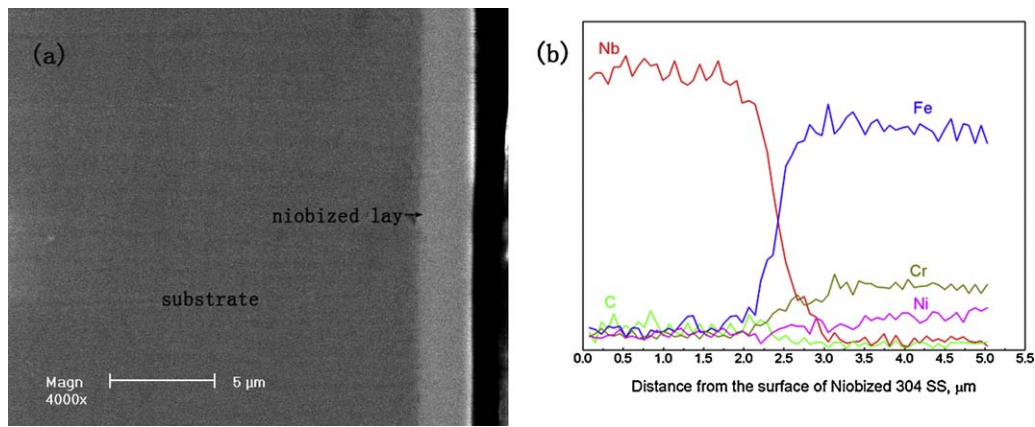 (a)
niobized lay
substrate
Magn
4000x
5 μm
(b)
Nb
Fe
Cr
Ni
C
0.0 0.5 1.0 1.5 2.0 2.5 3.0 3.5 4.0 4.5 5.0 5.5
Distance from the surface of Niobized 304 SS, μm